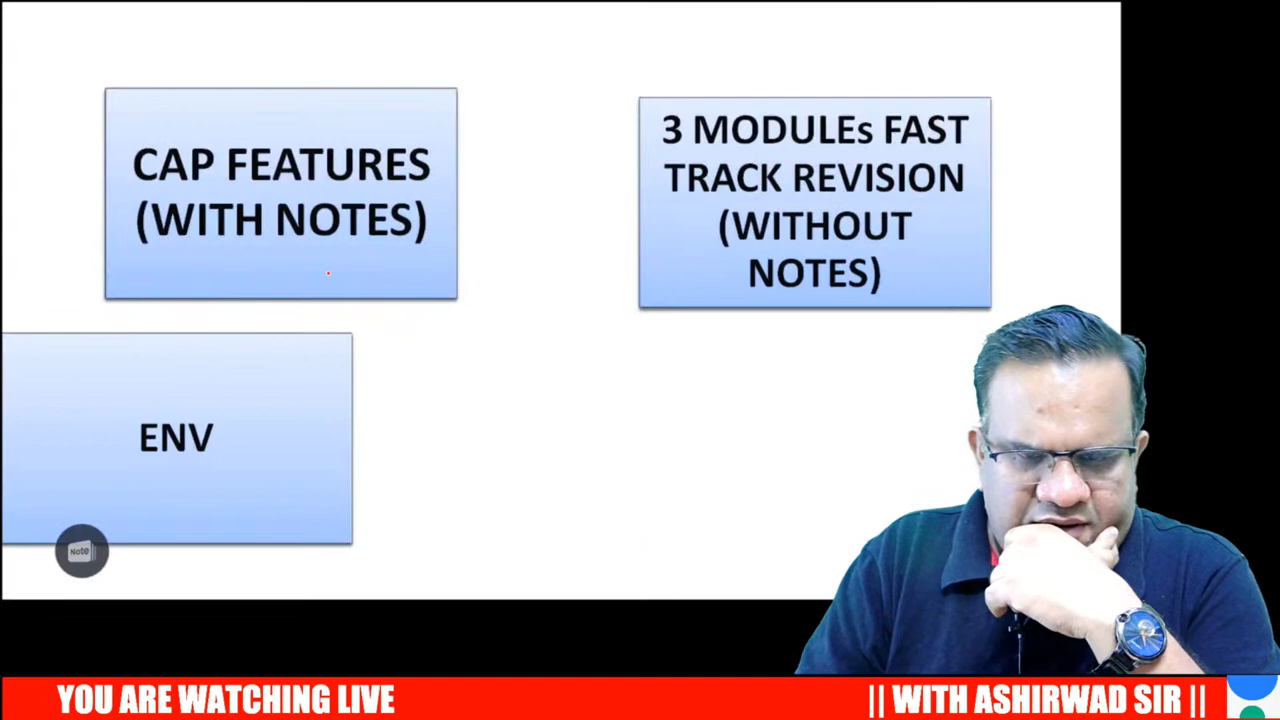 CAP FEATURES
(WITH NOTES)
3 MODULEs FAST
TRACK REVISION
(WITHOUT
NOTES)
ENV
Note
YOU ARE WATCHING LIVE
|| WITH ASHIRWAD SIR ||